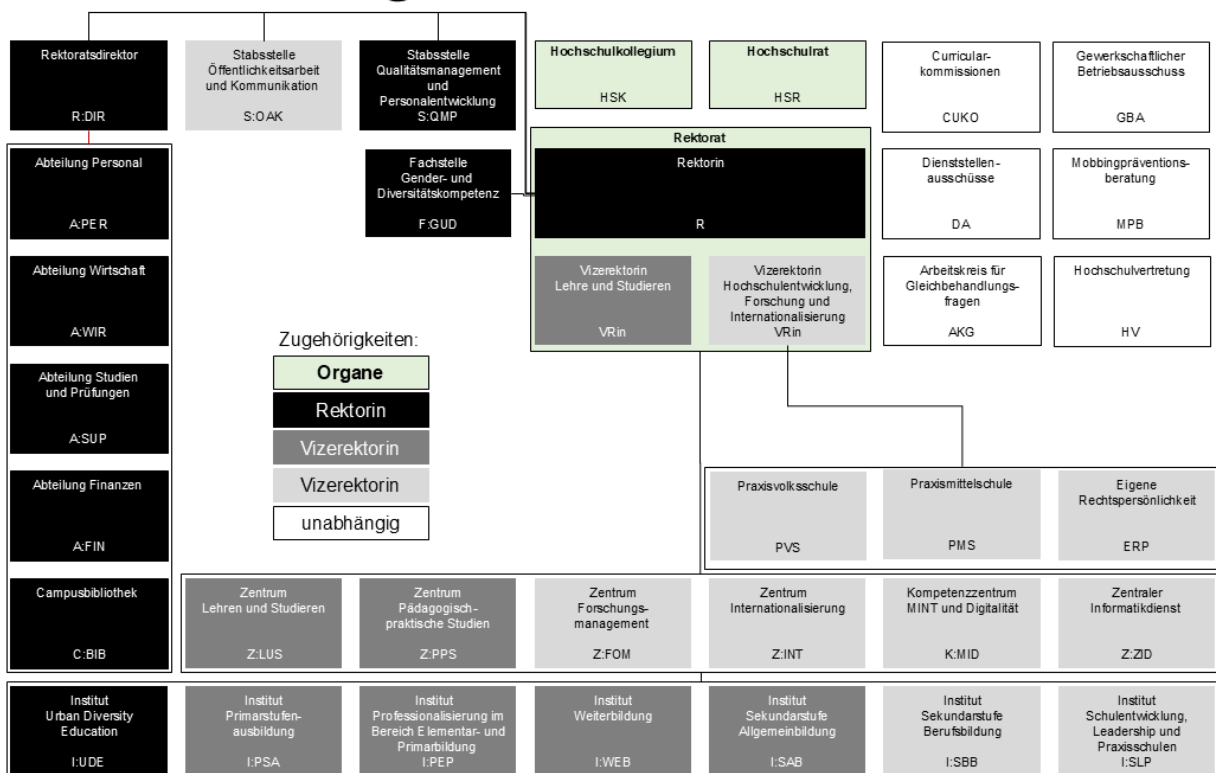 Rektoratsdirektor
R:DIR
Stabsstelle
Öffentlichkeitsarbeit
und Kommunikation
S:OAK
Stabsstelle
Qualitätsmanagement
und
Personalentwicklung
S:QMP
Hochschulkollegium
HSK
Hochschulrat
HSR
Curricular-
kommissionen
CUKO
Gewerkschaftlicher
Betriebsausschuss
GBA
Abteilung Personal
A:PER
Fachstelle
Gender- und
Diversitätskompetenz
F:GUD
Rektorat
Rektorin
R
Dienststellen-
ausschüsse
DA
Mobbingpräventions-
beratung
MPB
Abteilung Wirtschaft
A:WIR
Vizerektorin
Lehre und Studieren
VRin
Vizerektorin
Hochschulentwicklung,
Forschung und
Internationalisierung
VRin
Arbeitskreis für
Gleichbehandlungs-
fragen
AKG
Hochschulvertretung
HV
Abteilung Studien
und Prüfungen
A:SUP
Zugehörigkeiten:
Organe
Rektorin
Vizerektorin
Vizerektorin
unabhängig
Abteilung Finanzen
A:FIN
Praxisvolksschule
PVS
Praxismittelschule
PMS
Eigene
Rechtspersönlichkeit
ERP
Campusbibliothek
C:BIB
Zentrum
Lehren und Studieren
Z:LUS
Zentrum
Pädagogisch-
praktische Studien
Z:PPS
Zentrum
Forschungs-
management
Z:FOM
Zentrum
Internationalisierung
Z:INT
Kompetenzzentrum
MINT und Digitalität
K:MID
Zentraler
Informatikdienst
Z:ZID
Institut
Urban Diversity
Education
I:UDE
Institut
Primarstufen-
ausbildung
I:PSA
Institut
Professionalisierung im
Bereich Elementar- und
Primarbildung
I:PEP
Institut
Weiterbildung
I:WEB
Institut
Sekundarstufe
Allgemeinbildung
I:SAB
Institut
Sekundarstufe
Berufsbildung
I:SBB
Institut
Schulentwicklung,
Leadership und
Praxisschulen
I:SLP